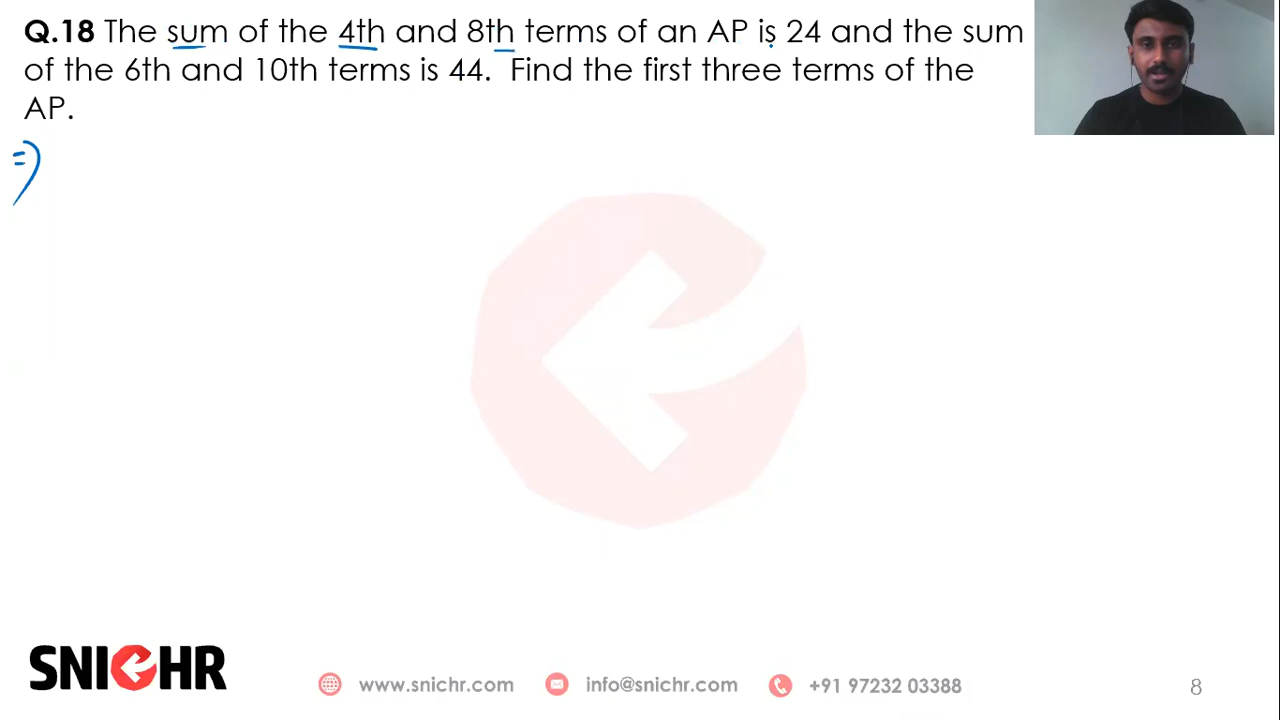 Q.18 The sum of the 4th and 8th terms of an AP is 24 and the sum
of the 6th and 10th terms is 44. Find the first three terms of the
AP.
=)
SNICHR
www.snichr.com
info@snichr.com
+91 97232 03388
8